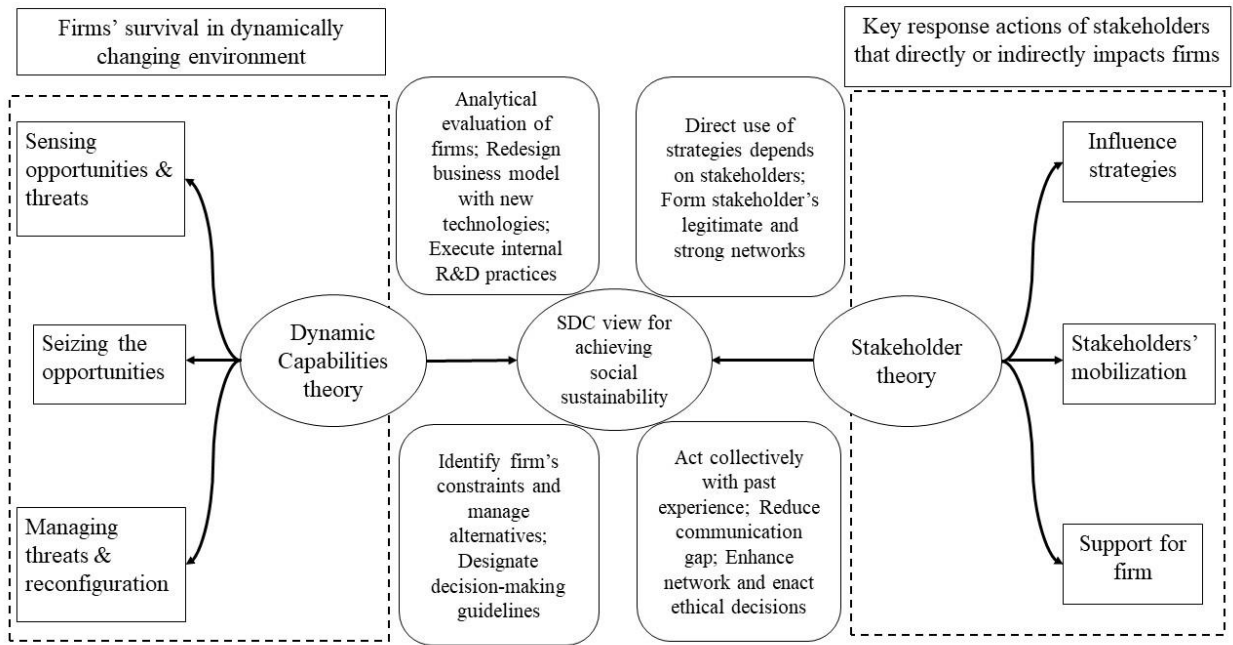 Firms' survival in dynamically
changing environment
Key response actions of stakeholders
that directly or indirectly impacts firms
Sensing
opportunities &
threats
Seizing the
opportunities
Managing
threats &
reconfiguration
Dynamic
Capabilities
theory
Analytical
evaluation of
firms; Redesign
business model
with new
technologies;
Execute internal
R&D practices
Direct use of
strategies depends
on stakeholders;
Form stakeholder's
legitimate and
strong networks
SDC view for
achieving
social
sustainability
Identify firm's
constraints and
manage
alternatives;
Designate
decision-making
guidelines
Act collectively
with past
experience; Reduce
communication
gap; Enhance
network and enact
ethical decisions
Stakeholder
theory
Influence
strategies
Stakeholders'
mobilization
Support for
firm